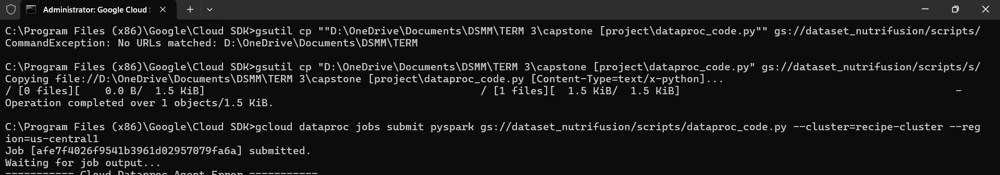 Administrator: Google Cloud S
C:\Program Files (x86)\Google\Cloud SDK>gsutil cp ""D:\OneDrive\Documents\DSMM\TERM 3\capstone [project\dataproc_code.py"" gs://dataset_nutrifusion/scripts/
CommandException: No URLs matched: D:\OneDrive\Documents\DSMM\TERM
C:\Program Files (x86)\Google\Cloud SDK>gsutil cp "D:\OneDrive\Documents\DSMM\TERM 3\capstone [project\dataproc_code.py" gs://dataset_nutrifusion/scripts/s/
Copying file://D:\OneDrive\Documents\DSMM\TERM 3\capstone [project\dataproc_code.py [Content-Type=text/x-python]...
/ [0 files][    0.0 B/  1.5 KiB]                                            / [1 files][  1.5 KiB/  1.5 KiB]                                            -
Operation completed over 1 objects/1.5 KiB.
C:\Program Files (x86)\Google\Cloud SDK>gcloud dataproc jobs submit pyspark gs://dataset_nutrifusion/scripts/dataproc_code.py --cluster=recipe-cluster --reg
ion=us-central1
Job [afe7f4026f9541b3961d02957079fa6a] submitted.
Waiting for job output...
=========== Cloud Dataproc Agent Error ===========